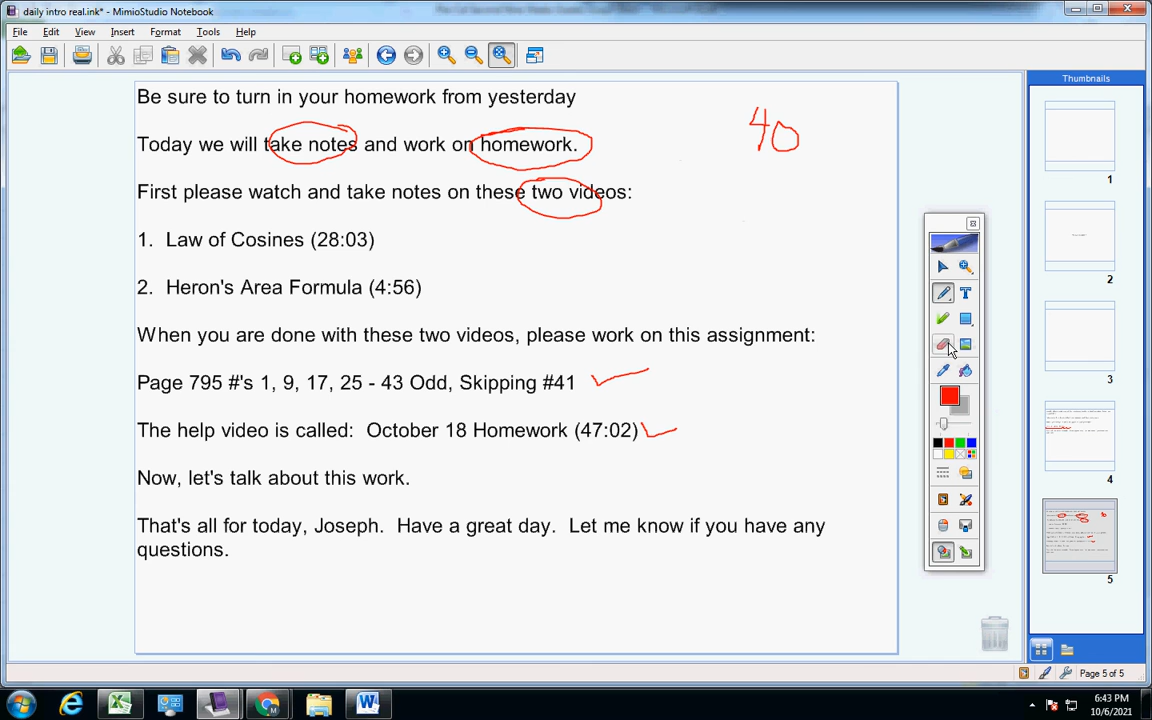 daily intro real.ink* - MimioStudio Notebook
File Edit View Insert Format Tools Help
Be sure to turn in your homework from yesterday
40
Today we will take notes and work on homework.
First please watch and take notes on these two videos:
1. Law of Cosines (28:03)
2. Heron's Area Formula (4:56)
When you are done with these two videos, please work on this assignment:
Page 795 #'s 1, 9, 17, 25 - 43 Odd, Skipping #41
The help video is called: October 18 Homework (47:02)
Now, let's talk about this work.
That's all for today, Joseph. Have a great day. Let me know if you have any
questions.
Thumbnails
1
2
3
4
5
Page 5 of 5
6:43 PM
10/6/2021